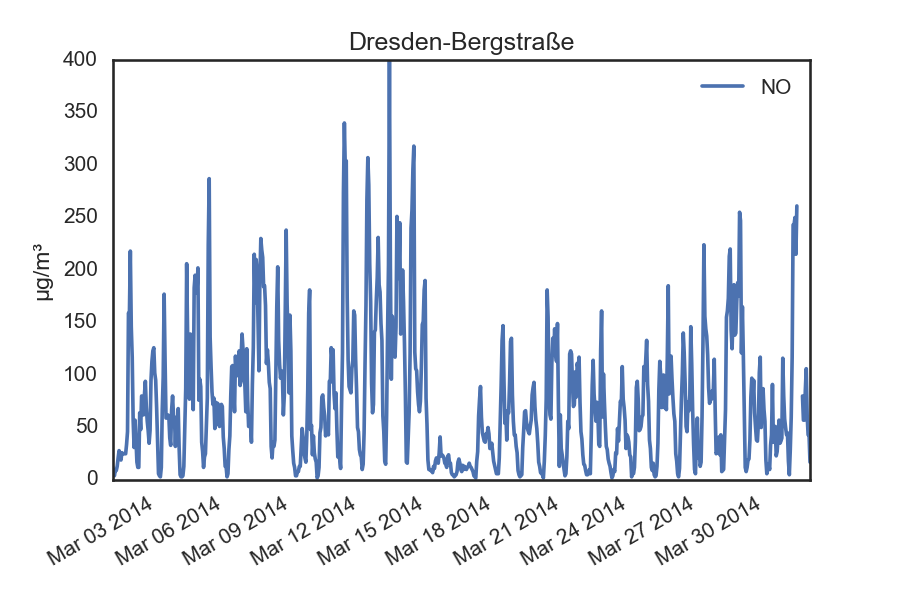 Dresden-Bergstraße
NO
µg/m³
400
350
300
250
200
150
100
50
0
Mar 03 2014
Mar 06 2014
Mar 09 2014
Mar 12 2014
Mar 15 2014
Mar 18 2014
Mar 21 2014
Mar 24 2014
Mar 27 2014
Mar 30 2014